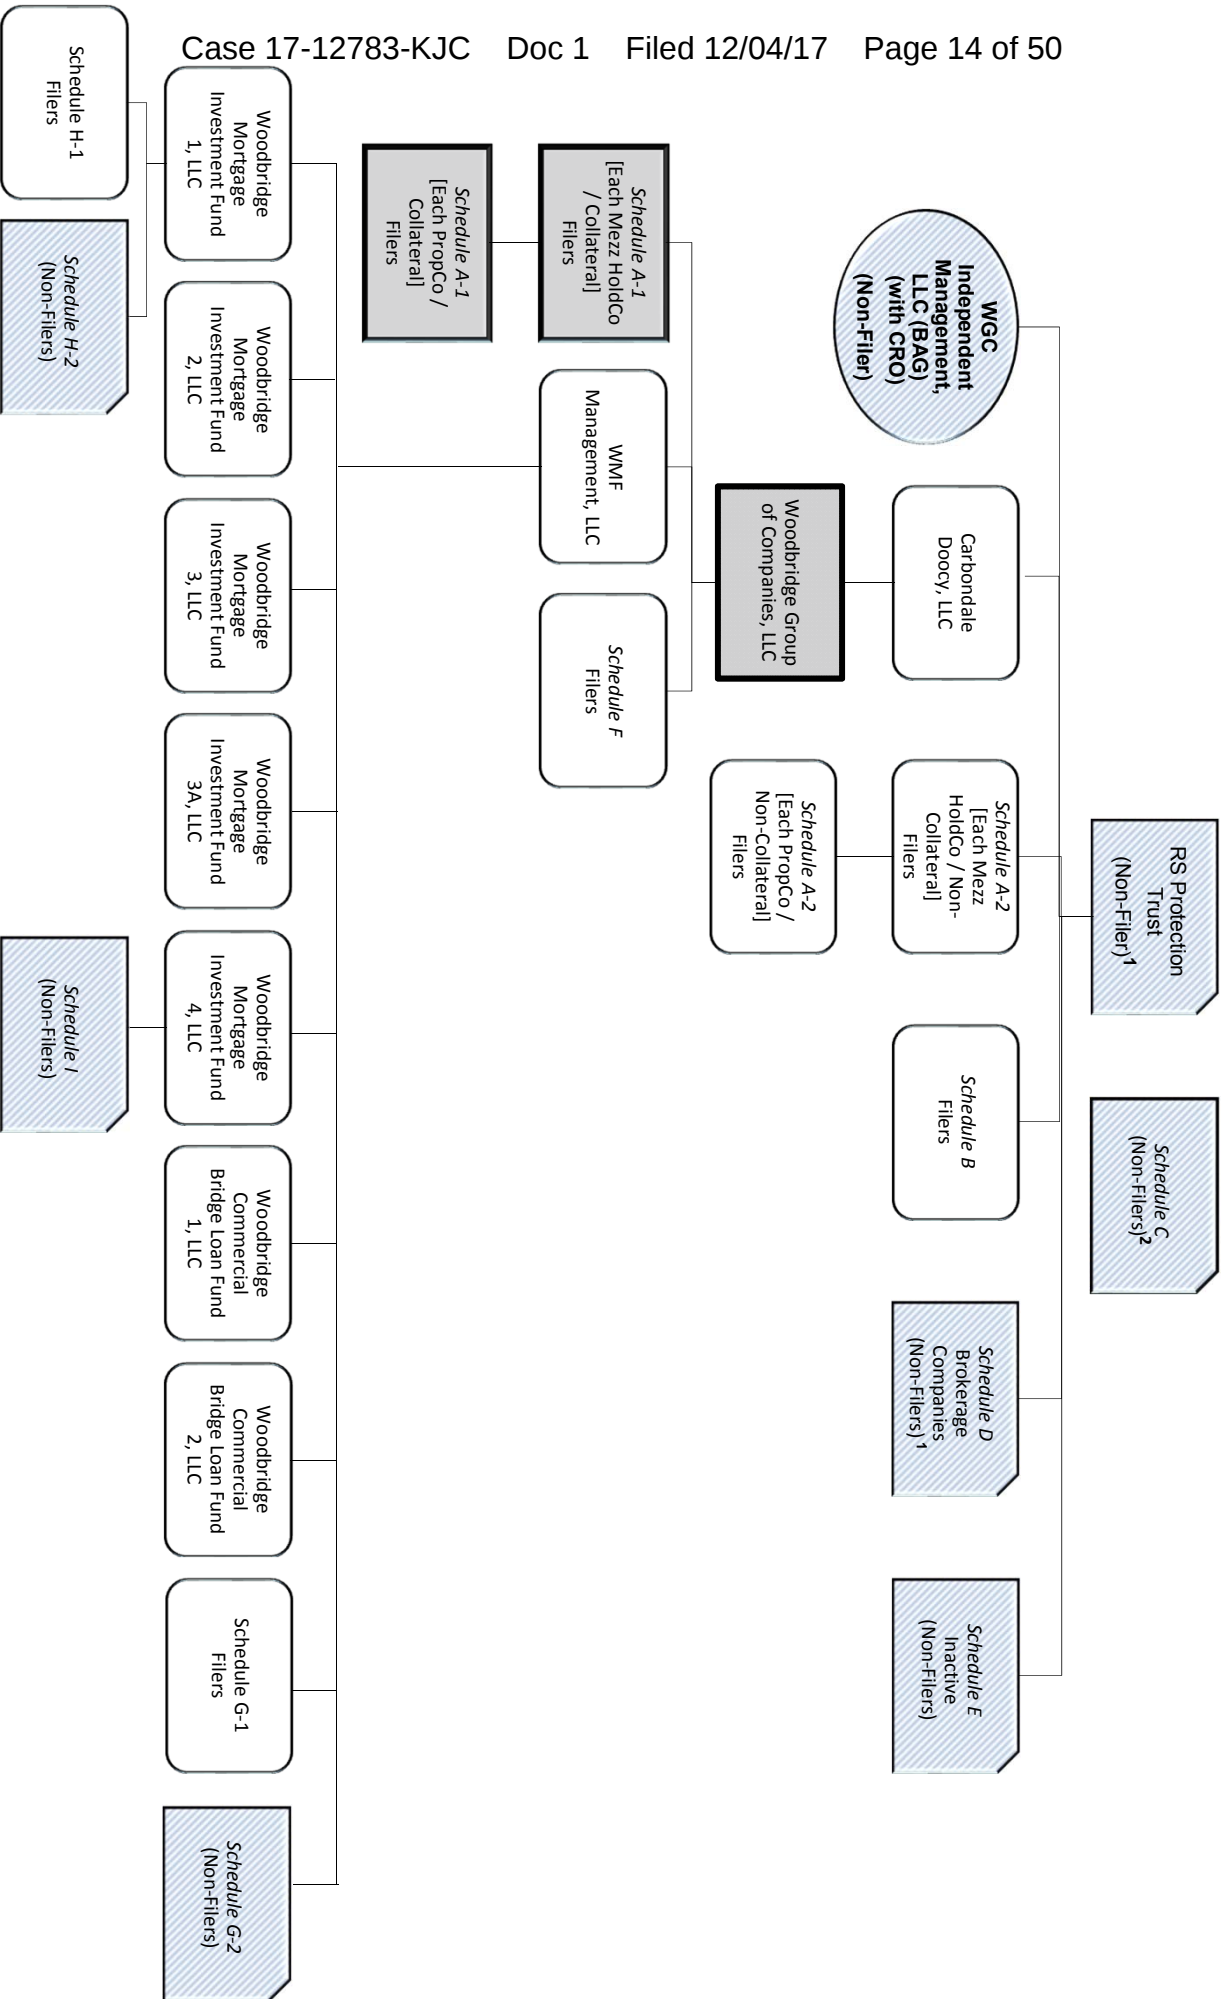 Case 17-12783-KJC Doc 1 Filed 12/04/17 Page 14 of 50
RS Protection
Trust
(Non-Filer)1
Schedule C
(Non-Filers)2
WGC
Independent
Management,
LLC (BAG)
(with CRO)
(Non-Filer)
Carbondale
Doocy, LLC
Schedule A-2
[Each Mezz
HoldCo / Non-
Collateral]
Filers
Schedule B
Filers
Schedule D
Brokerage
Companies
(Non-Filers) 1
Schedule E
Inactive
(Non-Filers)
Woodbridge Group
of Companies, LLC
Schedule A-2
[Each PropCo /
Non-Collateral]
Filers
Schedule A-1
[Each Mezz HoldCo
/ Collateral]
Filers
WMF
Management, LLC
Schedule F
Filers
Schedule A-1
[Each PropCo /
Collateral]
Filers
Woodbridge
Mortgage
Investment Fund
1, LLC
Woodbridge
Mortgage
Investment Fund
2, LLC
Woodbridge
Mortgage
Investment Fund
3, LLC
Woodbridge
Mortgage
Investment Fund
3A, LLC
Woodbridge
Mortgage
Investment Fund
4, LLC
Woodbridge
Commercial
Bridge Loan Fund
1, LLC
Woodbridge
Commercial
Bridge Loan Fund
2, LLC
Schedule G-1
Filers
Schedule G-2
(Non-Filers)
Schedule H-1
Filers
Schedule H-2
(Non-Filers)
Schedule I
(Non-Filers)